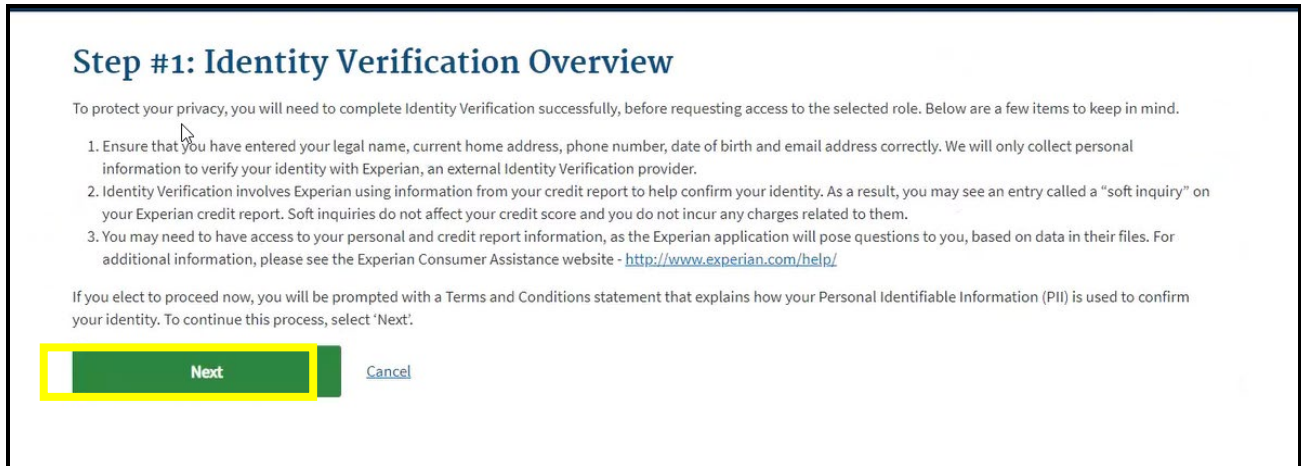 Step #1: Identity Verification Overview
To protect your privacy, you will need to complete Identity Verification successfully, before requesting access to the selected role. Below are a few items to keep in mind.
1. Ensure that you have entered your legal name, current home address, phone number, date of birth and email address correctly. We will only collect personal
information to verify your identity with Experian, an external Identity Verification provider.
2. Identity Verification involves Experian using information from your credit report to help confirm your identity. As a result, you may see an entry called a “soft inquiry” on
your Experian credit report. Soft inquiries do not affect your credit score and you do not incur any charges related to them.
3. You may need to have access to your personal and credit report information, as the Experian application will pose questions to you, based on data in their files. For
additional information, please see the Experian Consumer Assistance website - http://www.experian.com/help/
If you elect to proceed now, you will be prompted with a Terms and Conditions statement that explains how your Personal Identifiable Information (PII) is used to confirm
your identity. To continue this process, select ‘Next’.
Next Cancel